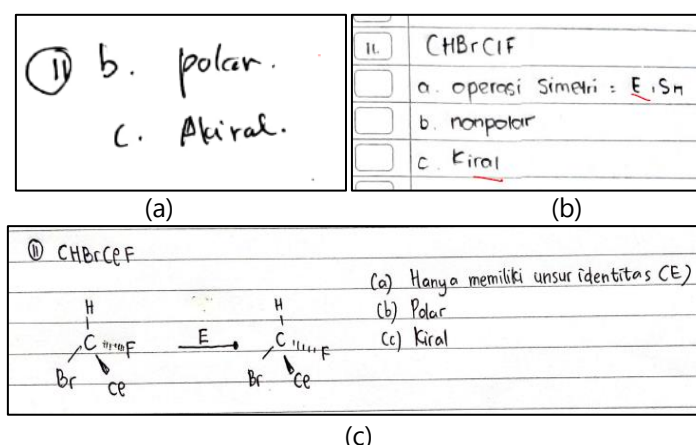 11 b. polar.
c. Akiral.
(a)
11. CHBrClF
a. operasi Simetri : E, Sn
b. nonpolar
c. Kiral
(b)
11 CHBrClF
(a) Hanya memiliki unsur identitas (E)
(b) Polar
(c) Kiral
H
C F
Br Cl
E
H
C F
Br Cl
(c)